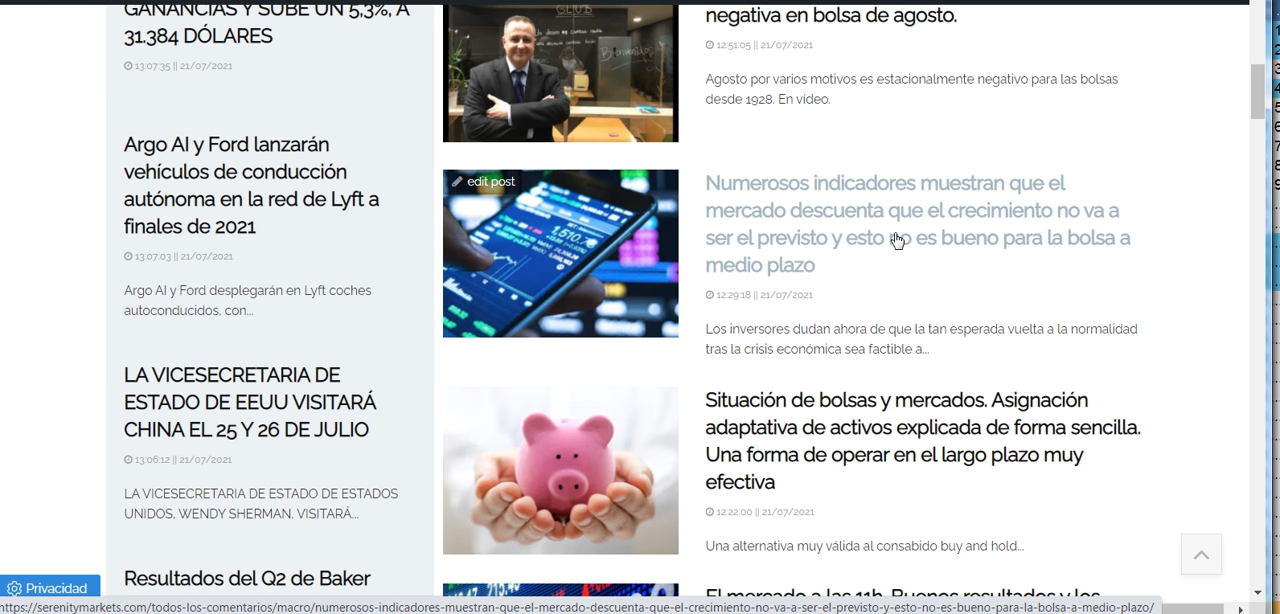 GANANCIAS Y SUBE UN 5,3%, A
31.384 DÓLARES
13:07:35 || 21/07/2021
Argo AI y Ford lanzarán
vehículos de conducción
autónoma en la red de Lyft a
finales de 2021
13:07:03 || 21/07/2021
Argo AI y Ford desplegarán en Lyft coches
autoconducidos, con...
LA VICESECRETARIA DE
ESTADO DE EEUU VISITARÁ
CHINA EL 25 Y 26 DE JULIO
13:06:12 || 21/07/2021
LA VICESECRETARIA DE ESTADO DE ESTADOS
UNIDOS, WENDY SHERMAN, VISITARÁ...
Resultados del Q2 de Baker
CLUB
Bienvenidos
negativa en bolsa de agosto.
12:51:05 || 21/07/2021
Agosto por varios motivos es estacionalmente negativo para las bolsas
desde 1928. En vídeo.
edit post
Numerosos indicadores muestran que el
mercado descuenta que el crecimiento no va a
ser el previsto y esto no es bueno para la bolsa a
medio plazo
12:29:18 || 21/07/2021
Los inversores dudan ahora de que la tan esperada vuelta a la normalidad
tras la crisis económica sea factible a...
Situación de bolsas y mercados. Asignación
adaptativa de activos explicada de forma sencilla.
Una forma de operar en el largo plazo muy
efectiva
12:22:00 || 21/07/2021
Una alternativa muy válida al consabido buy and hold...
El mercado a las 11h. Buenos resultados y los
Privacidad
https://serenitymarkets.com/todos-los-comentarios/macro/numerosos-indicadores-muestran-que-el-mercado-descuenta-que-el-crecimiento-no-va-a-ser-el-previsto-y-esto-no-es-bueno-para-la-bolsa-a-medio-plazo/